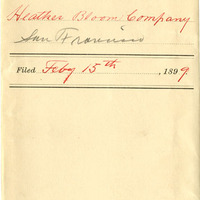 Heather Bloom Company
San Francisco
Filed Feby 15th, 1899